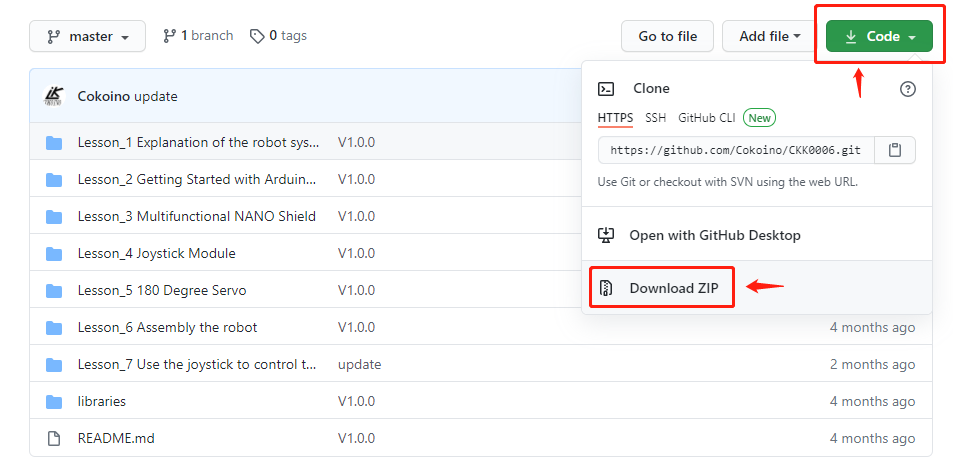 master 1 branch 0 tags Go to file Add file Code
Cokoino update
Clone
HTTPS SSH GitHub CLI New
Lesson_1 Explanation of the robot sys... V1.0.0
https://github.com/Cokoino/CKK0006.git
Lesson_2 Getting Started with Arduin... V1.0.0
Use Git or checkout with SVN using the web URL.
Lesson_3 Multifunctional NANO Shield V1.0.0
Open with GitHub Desktop
Lesson_4 Joystick Module V1.0.0
Lesson_5 180 Degree Servo V1.0.0
Download ZIP
Lesson_6 Assembly the robot V1.0.0 4 months ago
Lesson_7 Use the joystick to control t... update 2 months ago
libraries V1.0.0 4 months ago
README.md V1.0.0 4 months ago